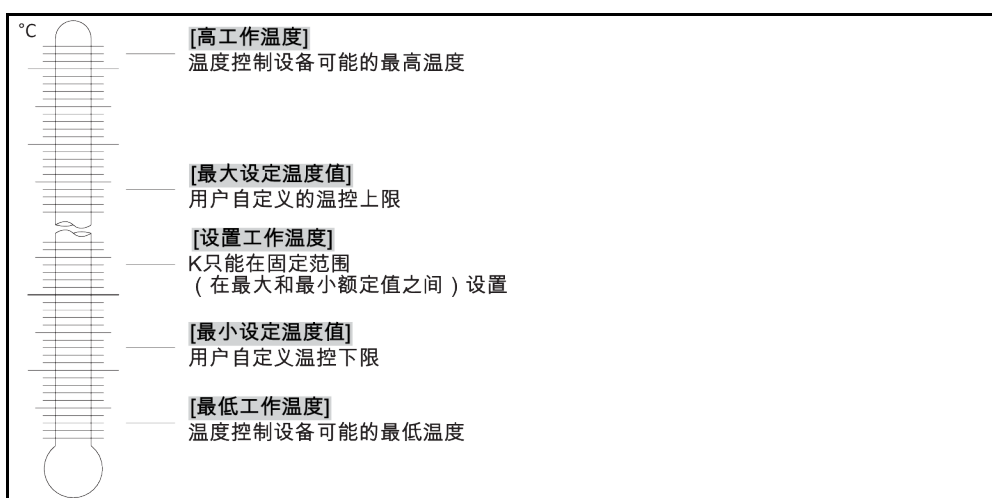 °C
[高工作温度]
温度控制设备可能的最高温度
[最大设定温度值]
用户自定义的温控上限
[设置工作温度]
K只能在固定范围
（在最大和最小额定值之间）设置
[最小设定温度值]
用户自定义温控下限
[最低工作温度]
温度控制设备可能的最低温度